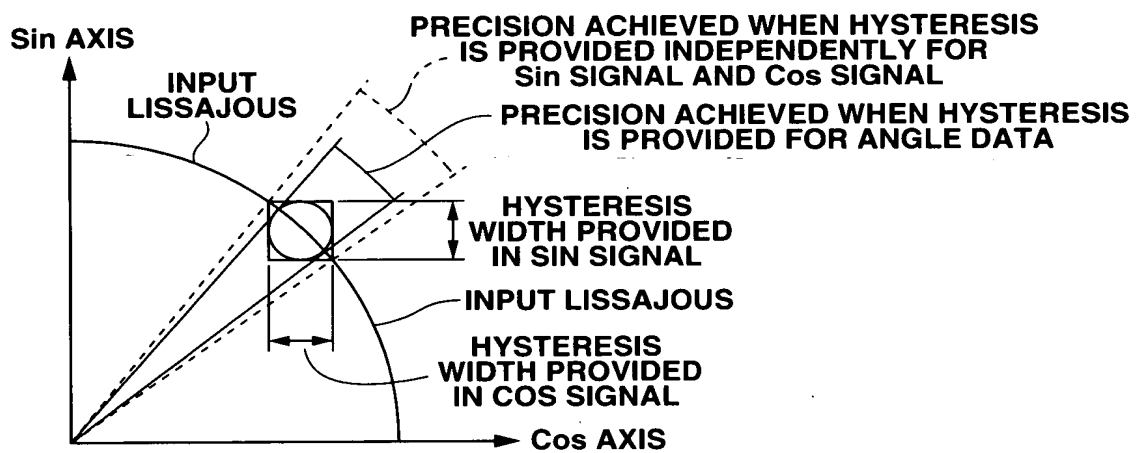 Sin AXIS
INPUT
LISSAJOUS
PRECISION ACHIEVED WHEN HYSTERESIS
IS PROVIDED INDEPENDENTLY FOR
Sin SIGNAL AND Cos SIGNAL
PRECISION ACHIEVED WHEN HYSTERESIS
IS PROVIDED FOR ANGLE DATA
HYSTERESIS
WIDTH PROVIDED
IN SIN SIGNAL
INPUT LISSAJOUS
HYSTERESIS
WIDTH PROVIDED
IN COS SIGNAL
Cos AXIS